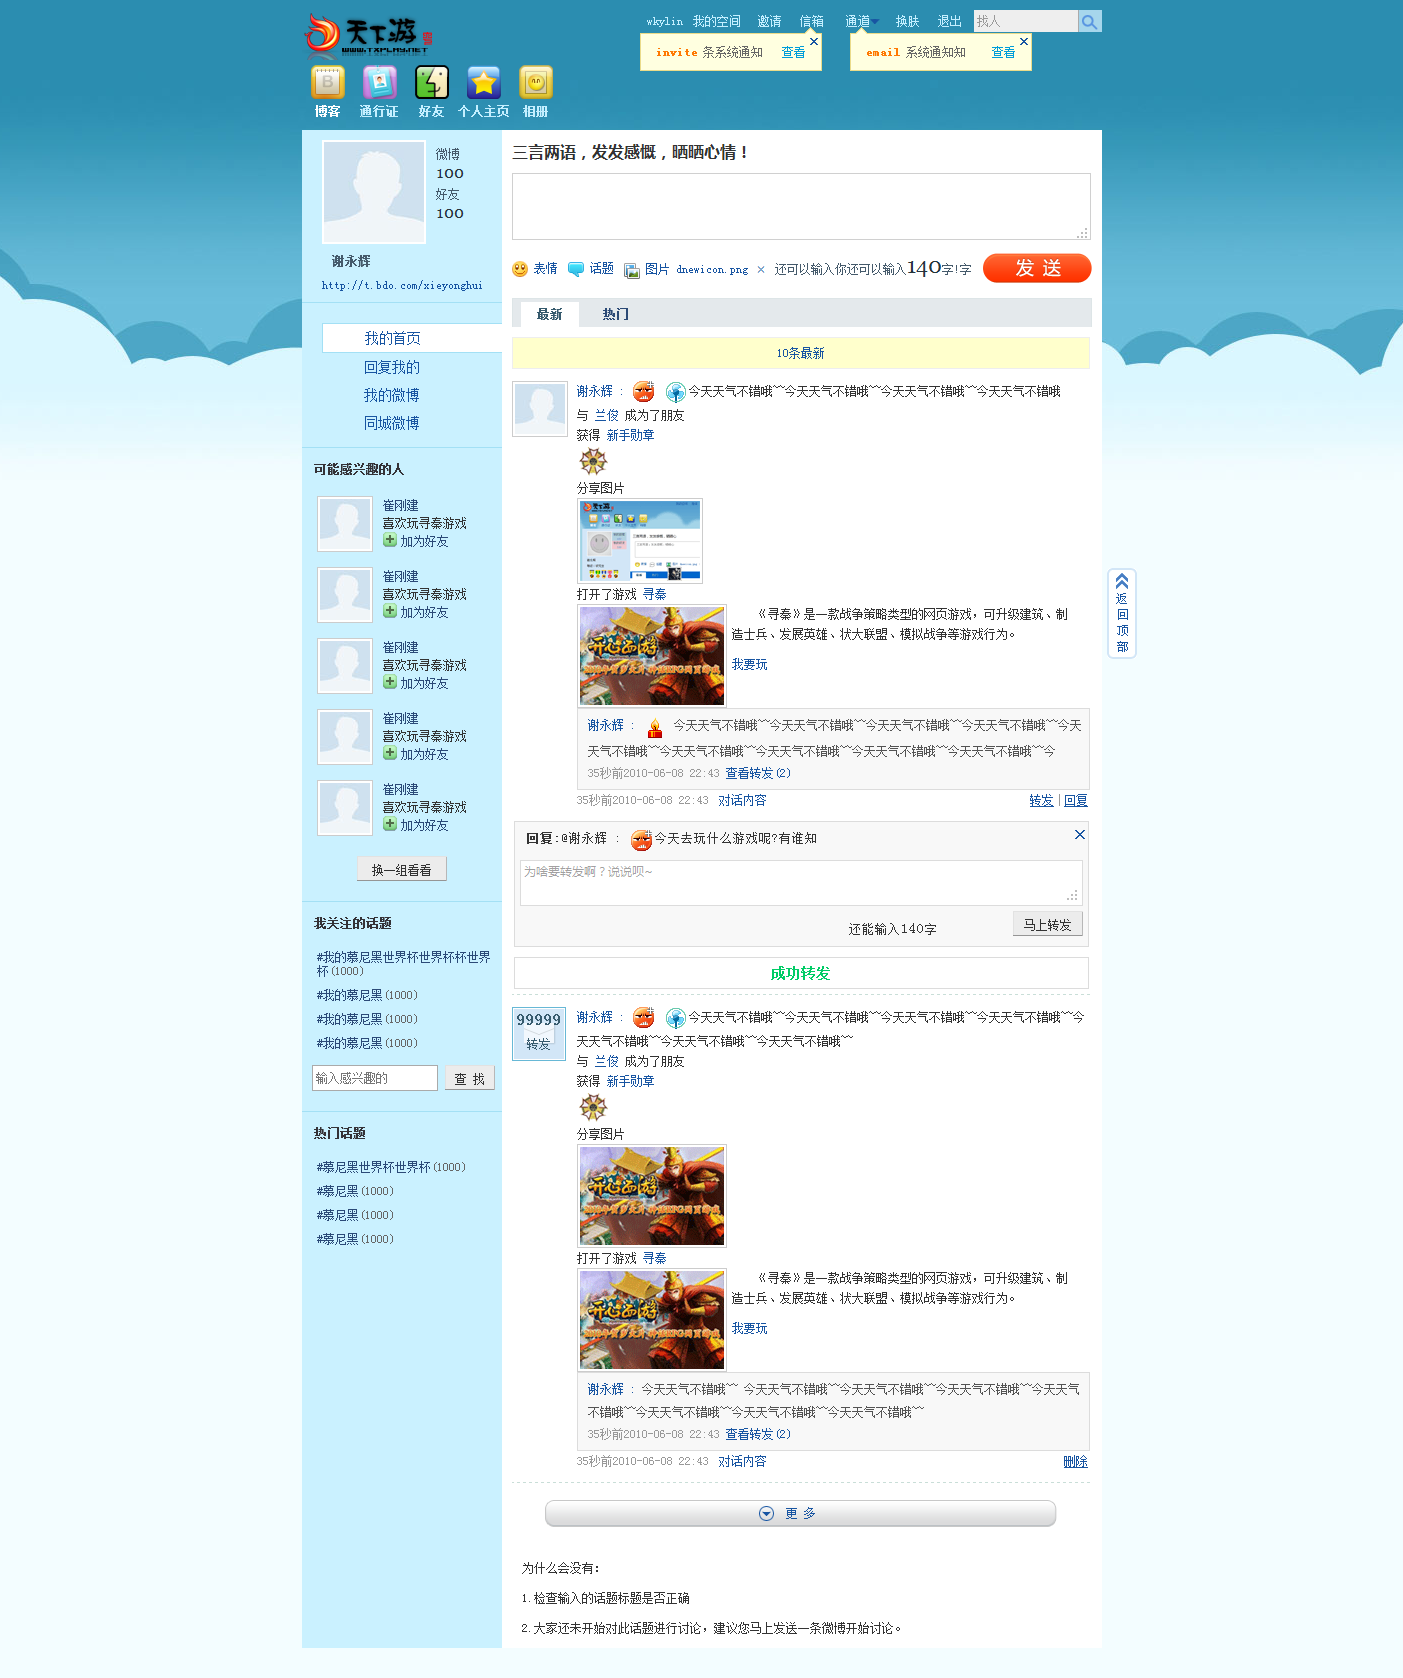 天下游
WWW.TXPLAY.NET
wkylin 我的空间 邀请 信箱 通道 换肤 退出 找人
invite 条系统通知 查看
email 系统通知知 查看
博客 通行证 好友 个人主页 相册
微博
100
好友
100
谢永辉
http://t.bdo.com/xieyonghui
我的首页
回复我的
我的微博
同城微博
可能感兴趣的人
崔刚建
喜欢玩寻秦游戏
加为好友
崔刚建
喜欢玩寻秦游戏
加为好友
崔刚建
喜欢玩寻秦游戏
加为好友
崔刚建
喜欢玩寻秦游戏
加为好友
崔刚建
喜欢玩寻秦游戏
加为好友
换一组看看
我关注的话题
#我的慕尼黑世界杯世界杯杯世界
杯(1000)
#我的慕尼黑(1000)
#我的慕尼黑(1000)
#我的慕尼黑(1000)
输入感兴趣的 查 找
热门话题
#慕尼黑世界杯世界杯(1000)
#慕尼黑(1000)
#慕尼黑(1000)
#慕尼黑(1000)
三言两语，发发感慨，晒晒心情！
表情 话题 图片 dnewicon.png × 还可以输入你还可以输入140字!字 发 送
最新 热门
10条最新
谢永辉 : 今天天气不错哦~~今天天气不错哦~~今天天气不错哦~~今天天气不错哦
与 兰俊 成为了朋友
获得 新手勋章
分享图片
打开了游戏 寻秦
开心西游
《寻秦》是一款战争策略类型的网页游戏，可升级建筑、制
造士兵、发展英雄、状大联盟、模拟战争等游戏行为。
我要玩
谢永辉 : 今天天气不错哦~~今天天气不错哦~~今天天气不错哦~~今天天气不错哦~~今天
天气不错哦~~今天天气不错哦~~今天天气不错哦~~今天天气不错哦~~今天天气不错哦~~今
35秒前2010-06-08 22:43 查看转发(2)
35秒前2010-06-08 22:43 对话内容 转发 | 回复
回复:@谢永辉 : 今天去玩什么游戏呢?有谁知
为啥要转发啊？说说呗~
还能输入140字 马上转发
成功转发
99999
转发
谢永辉 : 今天天气不错哦~~今天天气不错哦~~今天天气不错哦~~今天天气不错哦~~今
天天气不错哦~~今天天气不错哦~~今天天气不错哦~~
与 兰俊 成为了朋友
获得 新手勋章
分享图片
开心西游
打开了游戏 寻秦
开心西游
《寻秦》是一款战争策略类型的网页游戏，可升级建筑、制
造士兵、发展英雄、状大联盟、模拟战争等游戏行为。
我要玩
谢永辉 : 今天天气不错哦~~ 今天天气不错哦~~今天天气不错哦~~今天天气不错哦~~今天天气
不错哦~~今天天气不错哦~~今天天气不错哦~~今天天气不错哦~~
35秒前2010-06-08 22:43 查看转发(2)
35秒前2010-06-08 22:43 对话内容 删除
更 多
为什么会没有：
1.检查输入的话题标题是否正确
2.大家还未开始对此话题进行讨论，建议您马上发送一条微博开始讨论。
返
回
顶
部